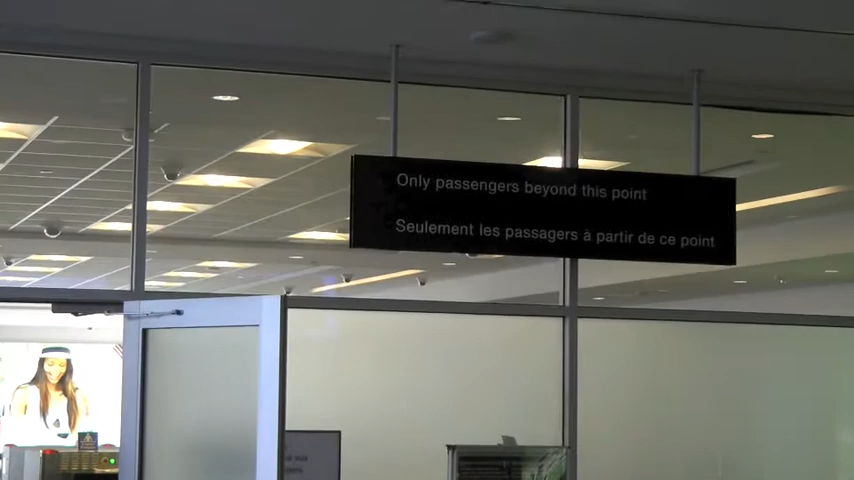 Only passengers beyond this point
Seulement les passagers à partir de ce point